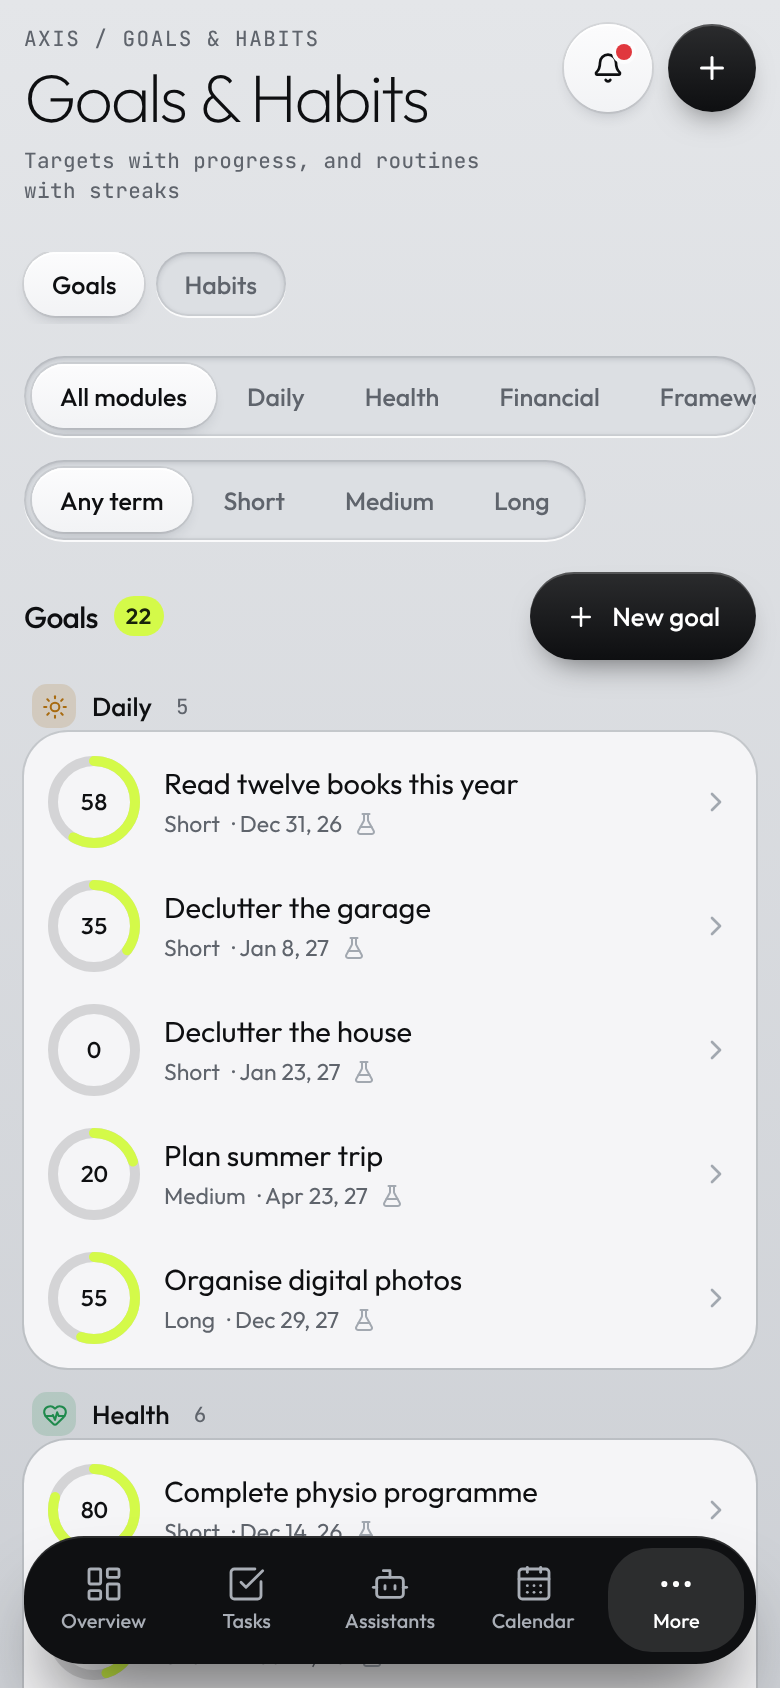 AXIS / GOALS & HABITS
Goals & Habits
Targets with progress, and routines
with streaks
Goals
Habits
All modules
Daily
Health
Financial
Any term
Short
Medium
Long
Goals 22
+ New goal
Daily 5
58
Read twelve books this year
Short · Dec 31, 26
35
Declutter the garage
Short · Jan 8, 27
0
Declutter the house
Short · Jan 23, 27
20
Plan summer trip
Medium · Apr 23, 27
55
Organise digital photos
Long · Dec 29, 27
Health 6
80
Complete physio programme
Short · Dec 14, 26
Overview
Tasks
Assistants
Calendar
More